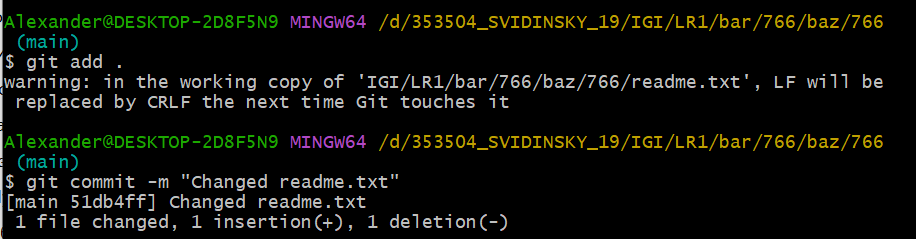 Alexander@DESKTOP-2D8F5N9 MINGW64 /d/353504_SVIDINSKY_19/IGI/LR1/bar/766/baz/766
(main)
$ git add .
warning: in the working copy of 'IGI/LR1/bar/766/baz/766/readme.txt', LF will be
replaced by CRLF the next time Git touches it
Alexander@DESKTOP-2D8F5N9 MINGW64 /d/353504_SVIDINSKY_19/IGI/LR1/bar/766/baz/766
(main)
$ git commit -m "Changed readme.txt"
[main 51db4ff] Changed readme.txt
1 file changed, 1 insertion(+), 1 deletion(-)